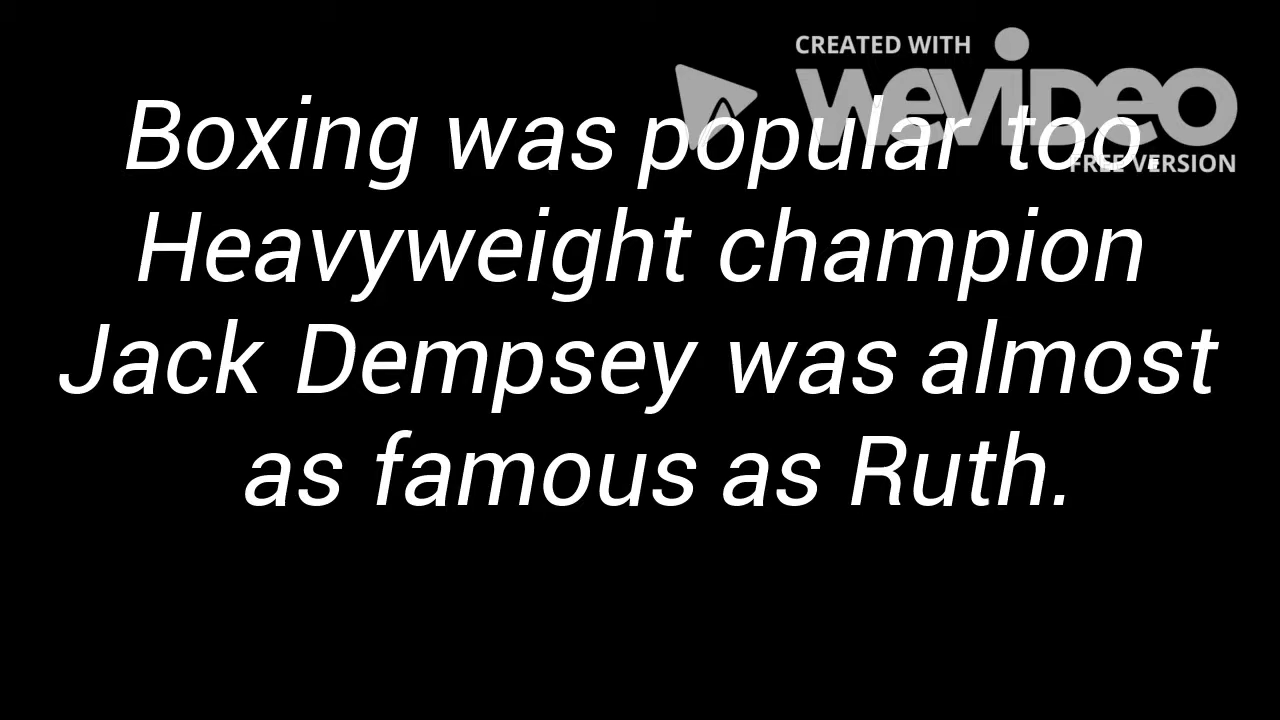 CREATED WITH
WEVIDEO
FREE VERSION
Boxing was popular too.
Heavyweight champion
Jack Dempsey was almost
as famous as Ruth.